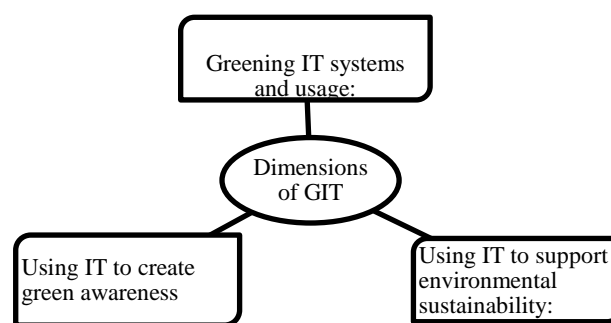 Greening IT systems
and usage:
Dimensions
of GIT
Using IT to create
green awareness
Using IT to support
environmental
sustainability: